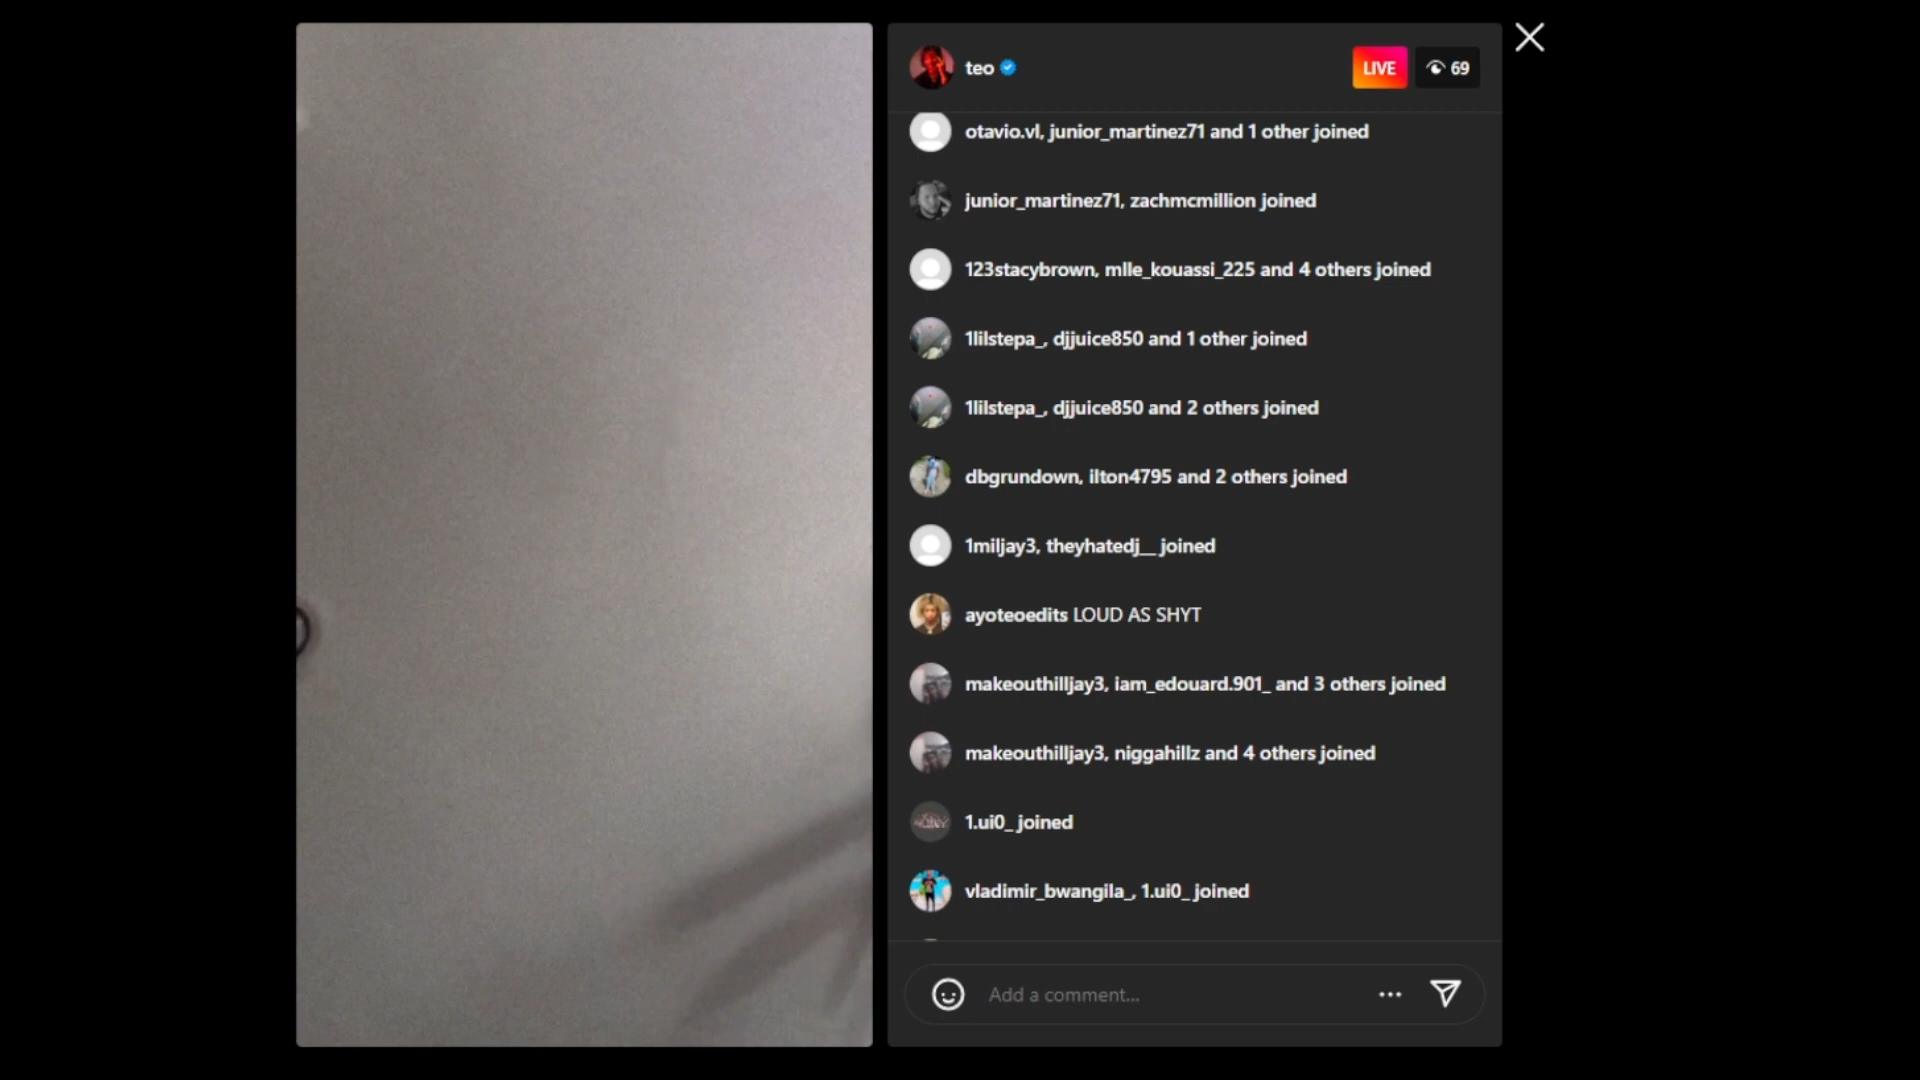 teo
LIVE
69
otavio.vl, junior_martinez71 and 1 other joined
junior_martinez71, zachmcmillion joined
123stacybrown, mlle_kouassi_225 and 4 others joined
1lilstepa_, djjuice850 and 1 other joined
1lilstepa_, djjuice850 and 2 others joined
dbgrundown, ilton4795 and 2 others joined
1miljay3, theyhatedj__ joined
ayoteoedits LOUD AS SHYT
makeouthilljay3, iam_edouard.901_ and 3 others joined
makeouthilljay3, niggahillz and 4 others joined
1.ui0_ joined
vladimir_bwangila_, 1.ui0_ joined
Add a comment...